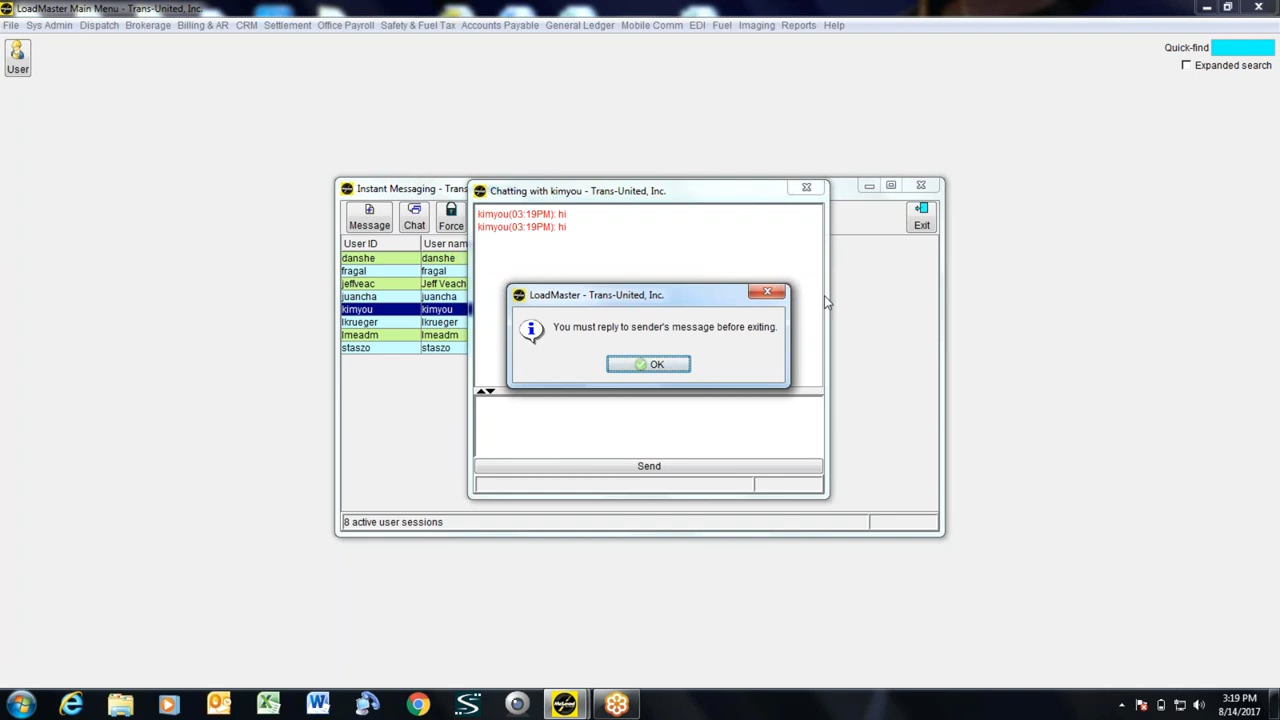 LoadMaster Main Menu - Trans-United, Inc.
File Sys Admin Dispatch Brokerage Billing & AR CRM Settlement Office Payroll Safety & Fuel Tax Accounts Payable General Ledger Mobile Comm EDI Fuel Imaging Reports Help
User
Quick-find
Expanded search
Instant Messaging - Trans
Message Chat Force
Exit
User ID User nam
danshe danshe
fragal fragal
jeffveac Jeff Veach
juancha juancha
kimyou kimyou
lkrueger lkrueger
lmeadm lmeadm
staszo staszo
8 active user sessions
Chatting with kimyou - Trans-United, Inc.
kimyou(03:19PM): hi
kimyou(03:19PM): hi
LoadMaster - Trans-United, Inc.
You must reply to sender's message before exiting.
OK
Send
3:19 PM
8/14/2017